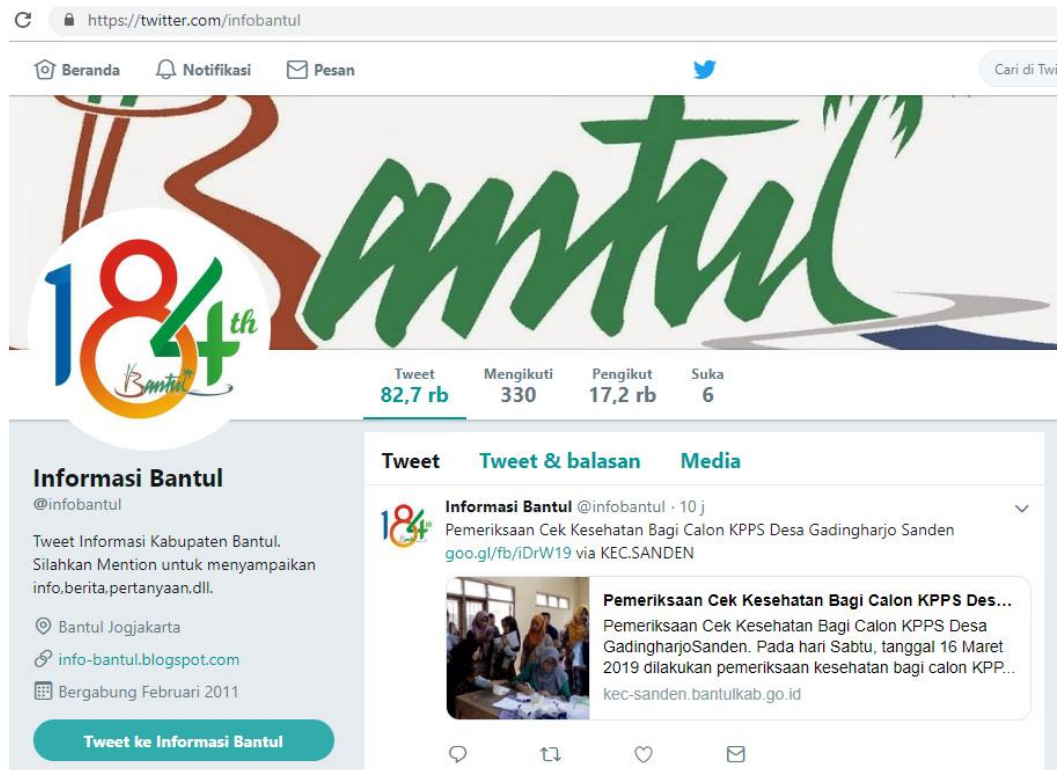 https://twitter.com/infobantul
Beranda Notifikasi Pesan
Cari di Twi
Bantul
184th
Bantul
Tweet Mengikuti Pengikut Suka
82,7 rb 330 17,2 rb 6
Informasi Bantul
@infobantul
Tweet Informasi Kabupaten Bantul.
Silahkan Mention untuk menyampaikan
info,berita,pertanyaan,dll.
Bantul Jogjakarta
info-bantul.blogspot.com
Bergabung Februari 2011
Tweet ke Informasi Bantul
Tweet Tweet & balasan Media
184th
Informasi Bantul @infobantul · 10 j
Pemeriksaan Cek Kesehatan Bagi Calon KPPS Desa Gadingharjo Sanden
goo.gl/fb/iDrW19 via KEC.SANDEN
Pemeriksaan Cek Kesehatan Bagi Calon KPPS Des...
Pemeriksaan Cek Kesehatan Bagi Calon KPPS Desa
GadingharjoSanden. Pada hari Sabtu, tanggal 16 Maret
2019 dilakukan pemeriksaan kesehatan bagi calon KPP...
kec-sanden.bantulkab.go.id